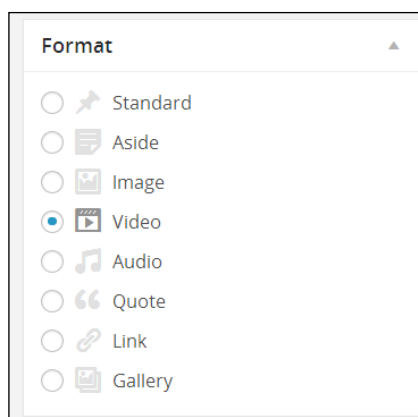 Format
Standard
Aside
Image
Video
Audio
Quote
Link
Gallery